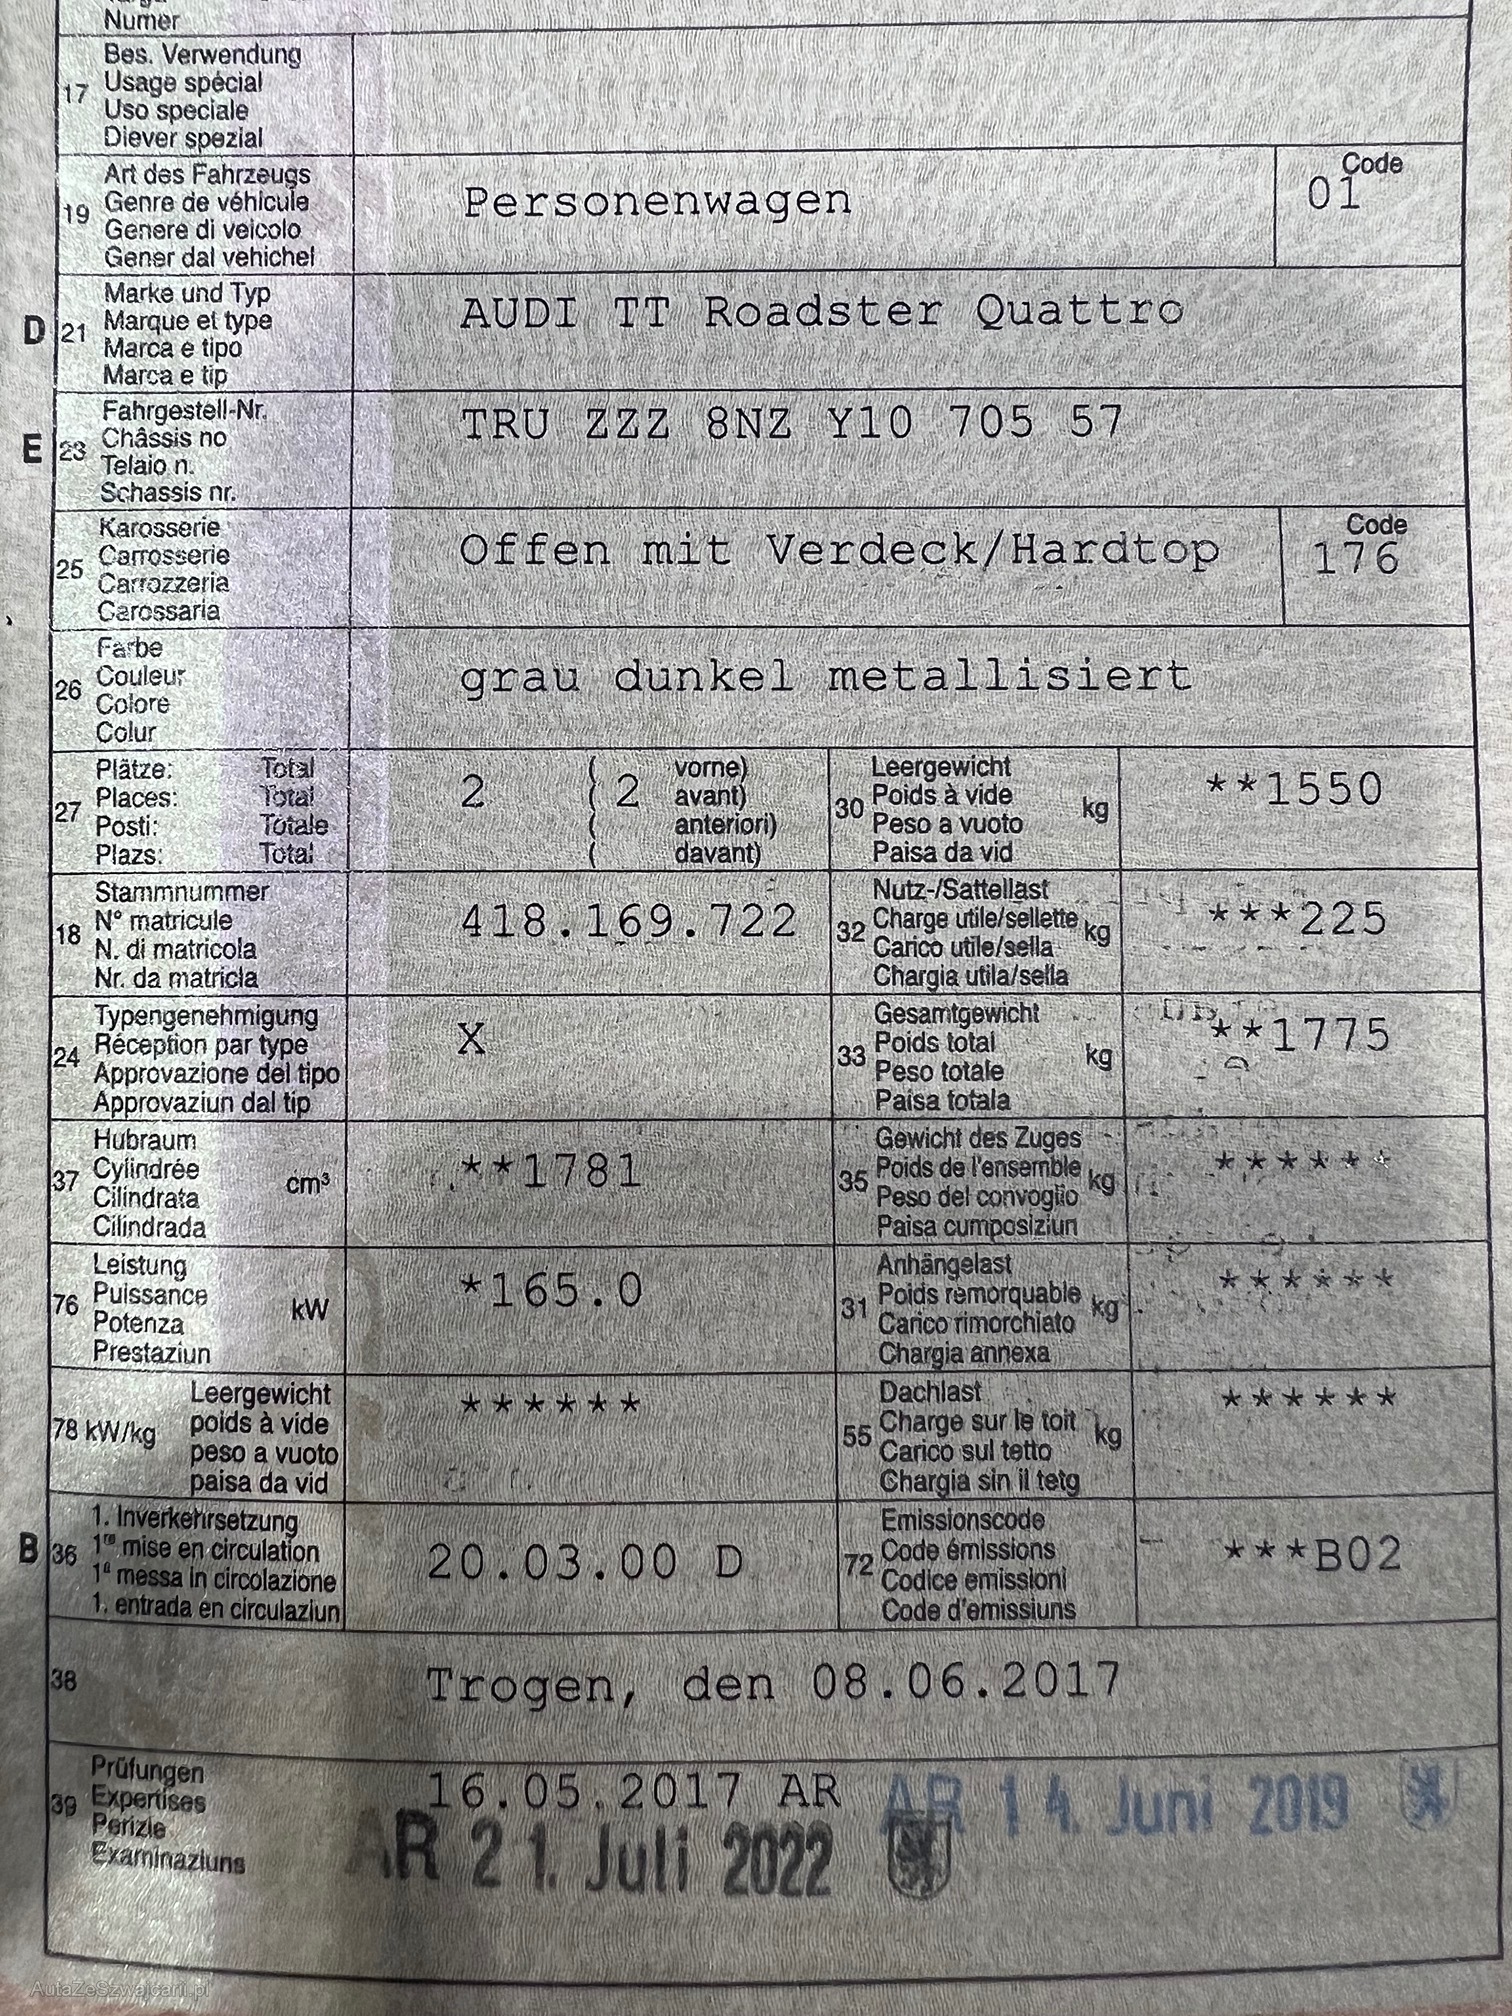 Numer
17 Bes. Verwendung
Usage spécial
Uso speciale
Diever spezial
19 Art des Fahrzeugs
Genre de véhicule
Genere di veicolo
Gener dal vehichel
Personenwagen
Code
01
D 21 Marke und Typ
Marque et type
Marca e tipo
Marca e tip
AUDI TT Roadster Quattro
E 23 Fahrgestell-Nr.
Châssis no
Telaio n.
Schassis nr.
TRU ZZZ 8NZ Y10 705 57
25 Karosserie
Carrosserie
Carrozzeria
Carossaria
Offen mit Verdeck/Hardtop
Code
176
26 Farbe
Couleur
Colore
Colur
grau dunkel metallisiert
27 Plätze: Total
Places: Total
Posti: Totale
Plazs: Total
2 ( 2 vorne)
( avant)
( anteriori)
( davant)
30 Leergewicht
Poids à vide kg
Peso a vuoto
Paisa da vid
**1550
18 Stammnummer
N° matricule
N. di matricola
Nr. da matricla
418.169.722
32 Nutz-/Sattellast
Charge utile/sellette kg
Carico utile/sella
Chargia utila/sella
***225
24 Typengenehmigung
Réception par type
Approvazione del tipo
Approvaziun dal tip
X
33 Gesamtgewicht
Poids total kg
Peso totale
Paisa totala
**1775
37 Hubraum
Cylindrée cm³
Cilindrata
Cilindrada
**1781
35 Gewicht des Zuges
Poids de l'ensemble kg
Peso del convoglio
Paisa cumposiziun
******
76 Leistung
Puissance kW
Potenza
Prestaziun
*165.0
31 Anhängelast
Poids remorquable kg
Carico rimorchiato
Chargia annexa
******
78 kW/kg Leergewicht
poids à vide
peso a vuoto
paisa da vid
******
55 Dachlast
Charge sur le toit kg
Carico sul tetto
Chargia sin il tetg
******
B 36 1. Inverkehrsetzung
1re mise en circulation
1a messa in circolazione
1. entrada en circulaziun
20.03.00 D
72 Emissionscode
Code émissions
Codice emissioni
Code d'emissiuns
***B02
38 Trogen, den 08.06.2017
39 Prüfungen
Expertises
Perizie
Examinaziuns
16.05.2017 AR AR 14. Juni 2019
AR 21. Juli 2022
AutaZeSzwajcarii.pl